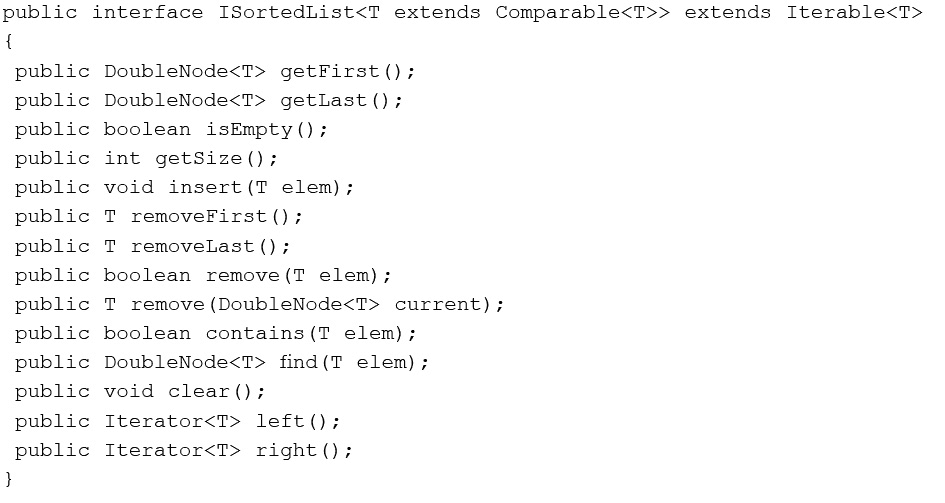 public interface ISortedList<T extends Comparable<T>> extends Iterable<T>
{
public DoubleNode<T> getFirst();
public DoubleNode<T> getLast();
public boolean isEmpty();
public int getSize();
public void insert(T elem);
public T removeFirst();
public T removeLast();
public boolean remove(T elem);
public T remove(DoubleNode<T> current);
public boolean contains(T elem);
public DoubleNode<T> find(T elem);
public void clear();
public Iterator<T> left();
public Iterator<T> right();
}